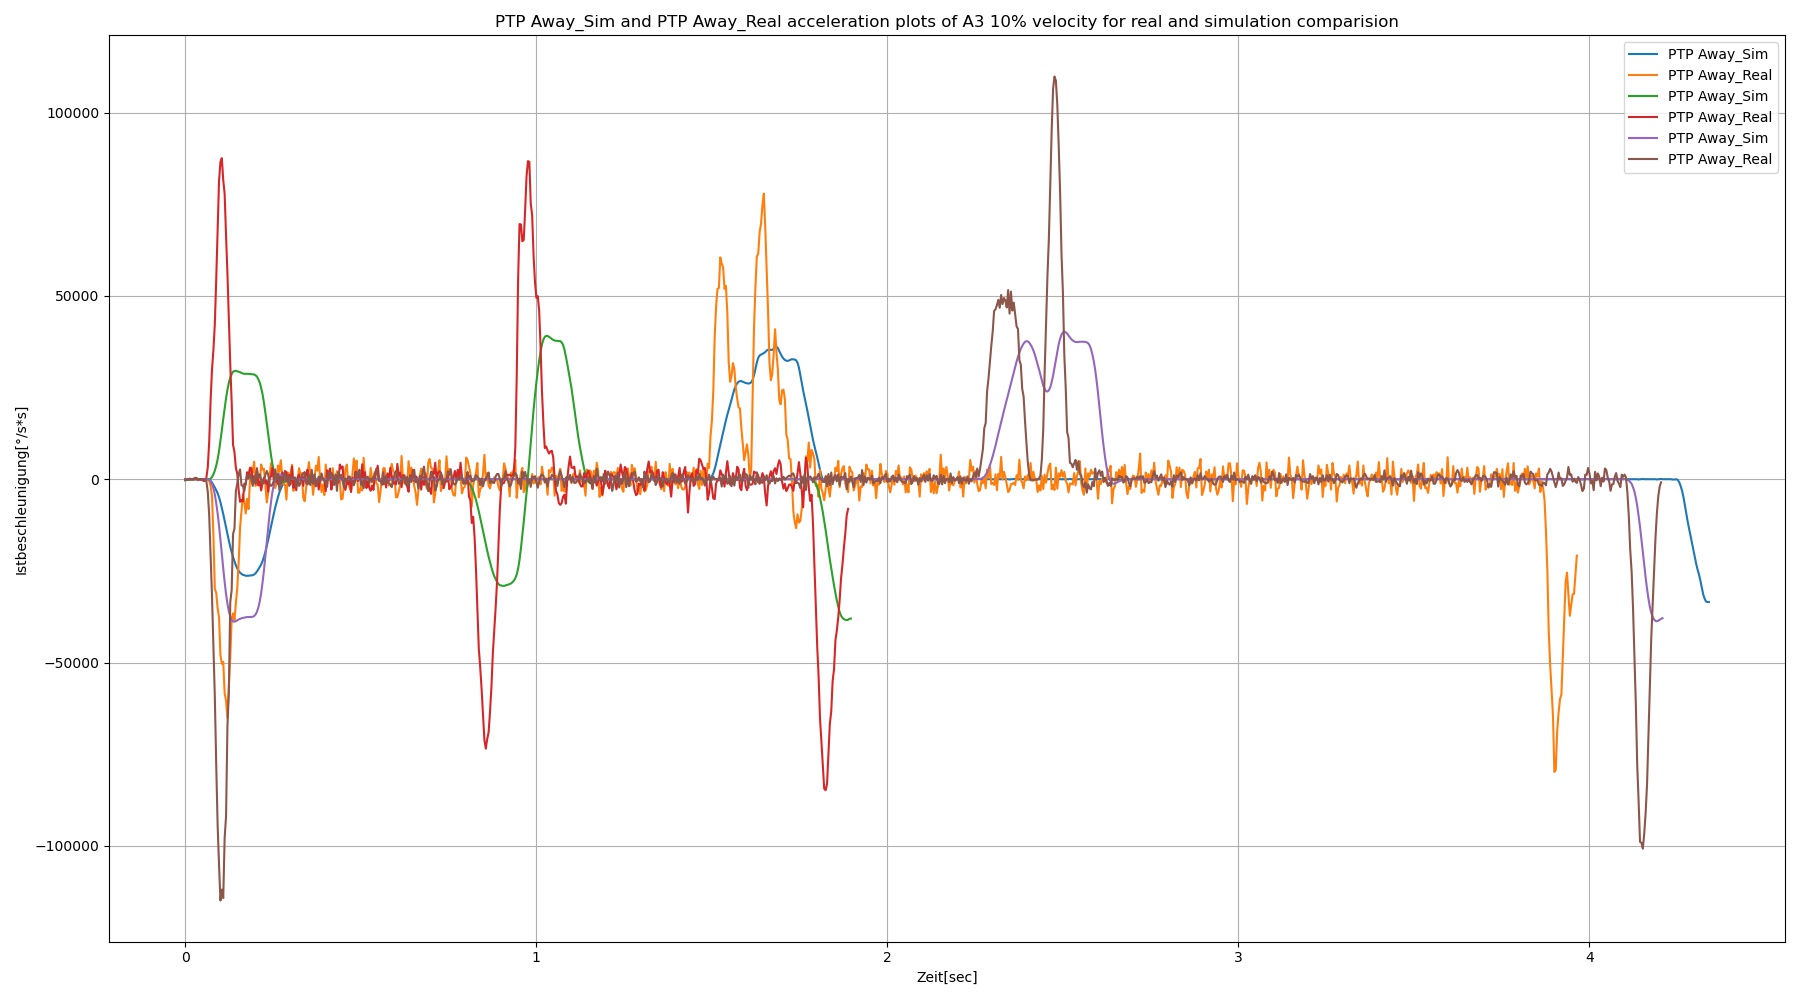 PTP Away_Sim and PTP Away_Real acceleration plots of A3 10% velocity for real and simulation comparision
PTP Away_Sim
PTP Away_Real
PTP Away_Sim
PTP Away_Real
PTP Away_Sim
PTP Away_Real
Istbeschleunigung[°/s*s]
100000
50000
0
−50000
−100000
0 1 2 3 4
Zeit[sec]